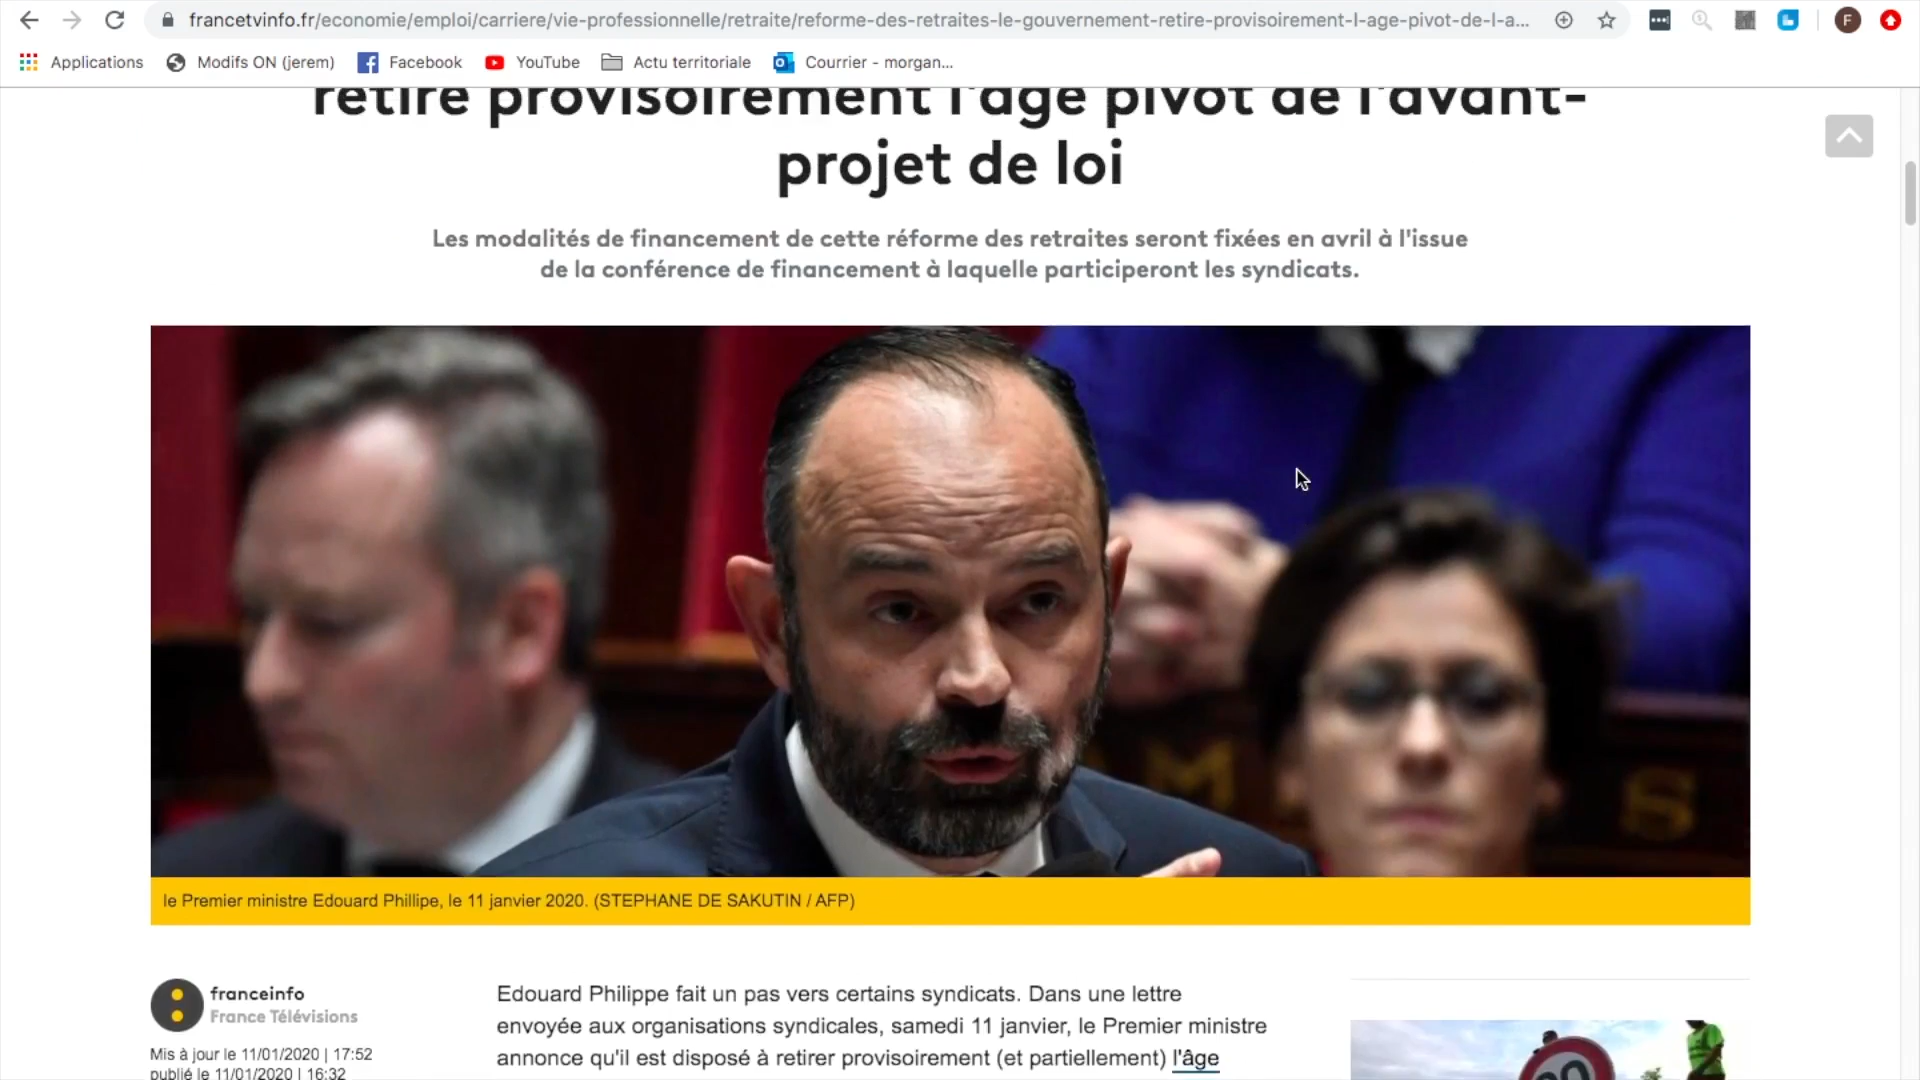 francetvinfo.fr/economie/emploi/carriere/vie-professionnelle/retraite/reforme-des-retraites-le-gouvernement-retire-provisoirement-l-age-pivot-de-l-a...
F
Applications
Modifs ON (jerem)
Facebook
YouTube
Actu territoriale
Courrier - morgan...
retire provisoirement l'âge pivot de l'avant-
projet de loi
Les modalités de financement de cette réforme des retraites seront fixées en avril à l'issue
de la conférence de financement à laquelle participeront les syndicats.
M
S
le Premier ministre Edouard Phillipe, le 11 janvier 2020. (STEPHANE DE SAKUTIN / AFP)
franceinfo
France Télévisions
Mis à jour le 11/01/2020 | 17:52
publié le 11/01/2020 | 16:32
Edouard Philippe fait un pas vers certains syndicats. Dans une lettre
envoyée aux organisations syndicales, samedi 11 janvier, le Premier ministre
annonce qu'il est disposé à retirer provisoirement (et partiellement) l'âge